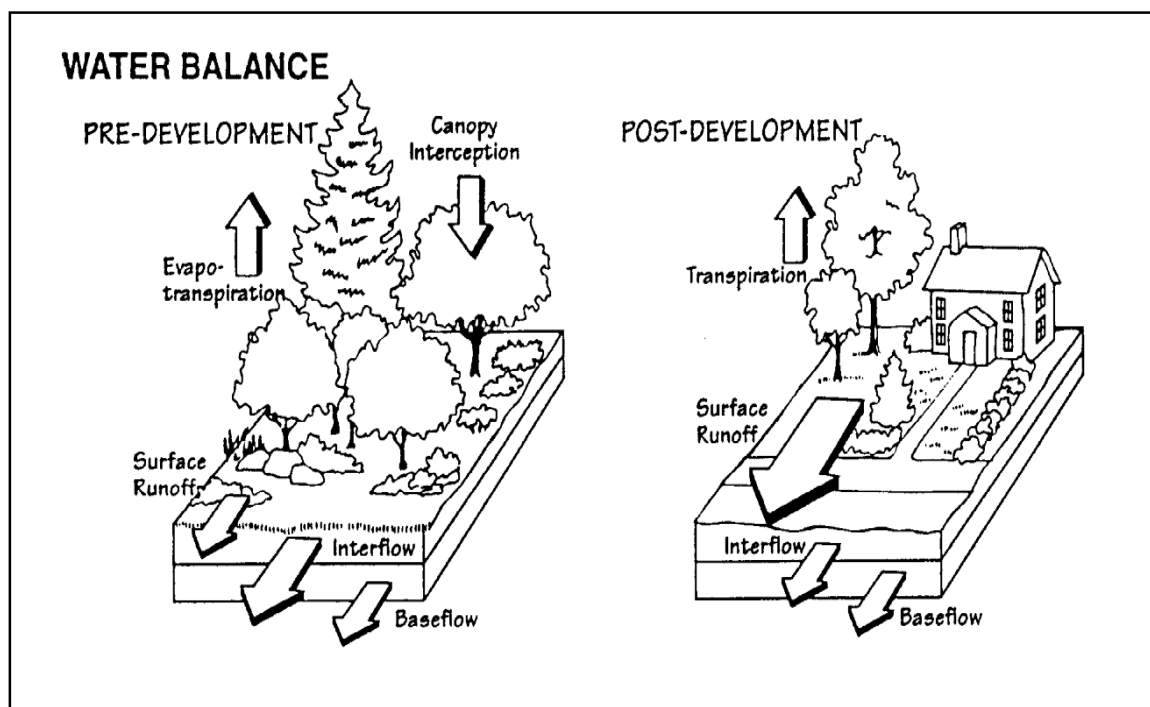 WATER BALANCE
PRE-DEVELOPMENT
Canopy
Interception
Evapo-
transpiration
Surface
Runoff
Interflow
Baseflow
POST-DEVELOPMENT
Transpiration
Surface
Runoff
Interflow
Baseflow